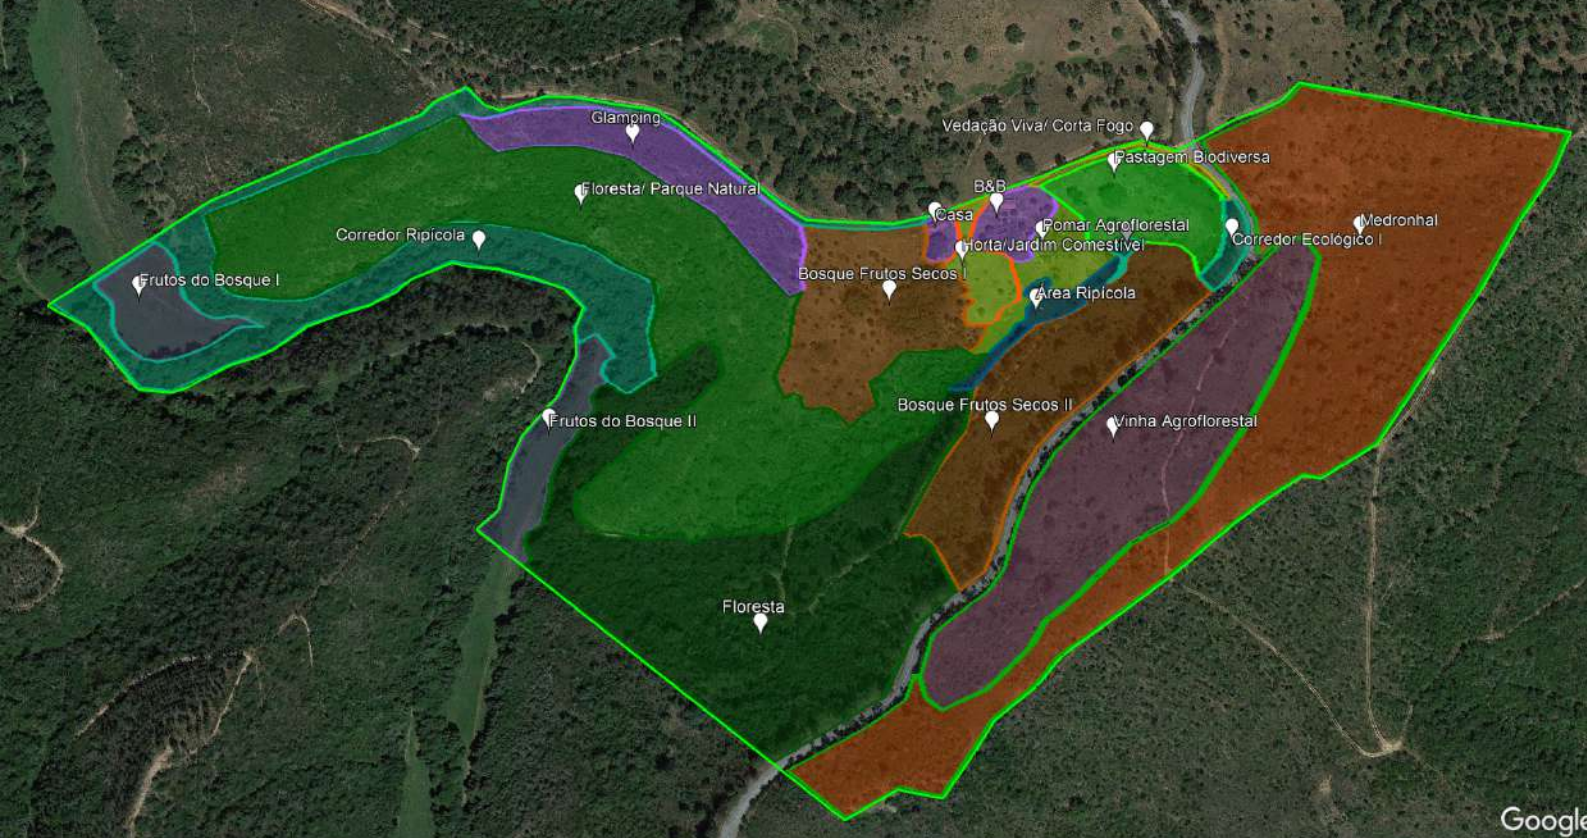 Glamping
Vedação Viva/ Corta Fogo
Pastagem Biodiversa
Floresta/ Parque Natural
B&B
Casa
Pomar Agroflorestal
Medronhal
Corredor Ripícola
Horta/Jardim Comestível
Corredor Ecológico I
Frutos do Bosque I
Bosque Frutos Secos I
Área Ripícola
Bosque Frutos Secos II
Frutos do Bosque II
Vinha Agroflorestal
Floresta
Google